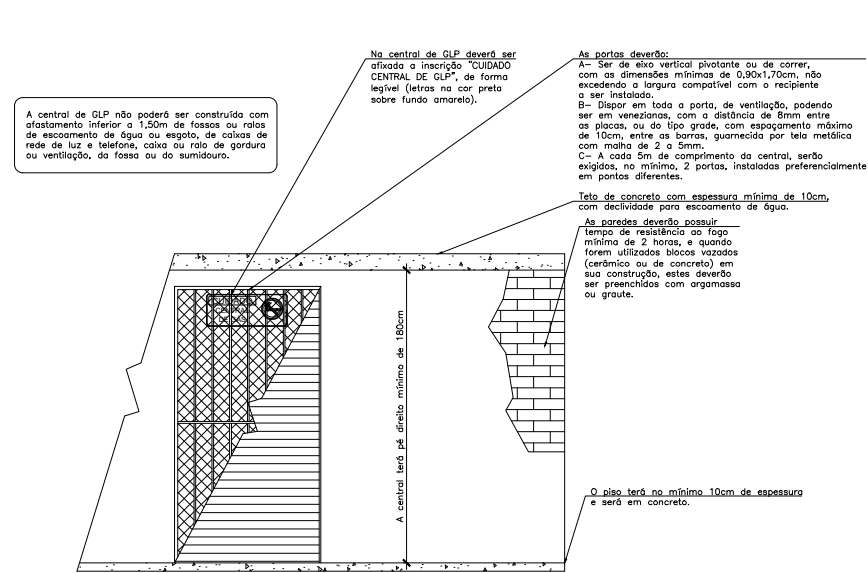 Na central de GLP deverá ser
afixada a inscrição "CUIDADO
CENTRAL DE GLP", de forma
legível (letras na cor preta
sobre fundo amarelo).
As portas deverão:
A– Ser de eixo vertical pivotante ou de correr,
com as dimensões mínimas de 0,90x1,70cm, não
excedendo a largura compatível com o recipiente
a ser instalado.
B– Dispor em toda a porta, de ventilação, podendo
ser em venezianas, com a distância de 8mm entre
as placas, ou do tipo grade, com espaçamento máximo
de 10cm, entre as barras, guarnecida por tela metálica
com malha de 2 a 5mm.
C– A cada 5m de comprimento da central, serão
exigidos, no mínimo, 2 portas, instaladas preferencialmente
em pontos diferentes.
A central de GLP não poderá ser construída com
afastamento inferior a 1,50m de fossos ou ralos
de escoamento de água ou esgoto, de caixas de
rede de luz e telefone, caixa ou ralo de gordura
ou ventilação, da fossa ou do sumidouro.
Teto de concreto com espessura mínima de 10cm,
com declividade para escoamento de água.
As paredes deverão possuir
tempo de resistência ao fogo
mínima de 2 horas, e quando
forem utilizados blocos vazados
(cerâmico ou de concreto) em
sua construção, estes deverão
ser preenchidos com argamassa
ou graute.
CENTRAL
DE GÁS
A central terá pé direito mínimo de 180cm
O piso terá no mínimo 10cm de espessura
e será em concreto.